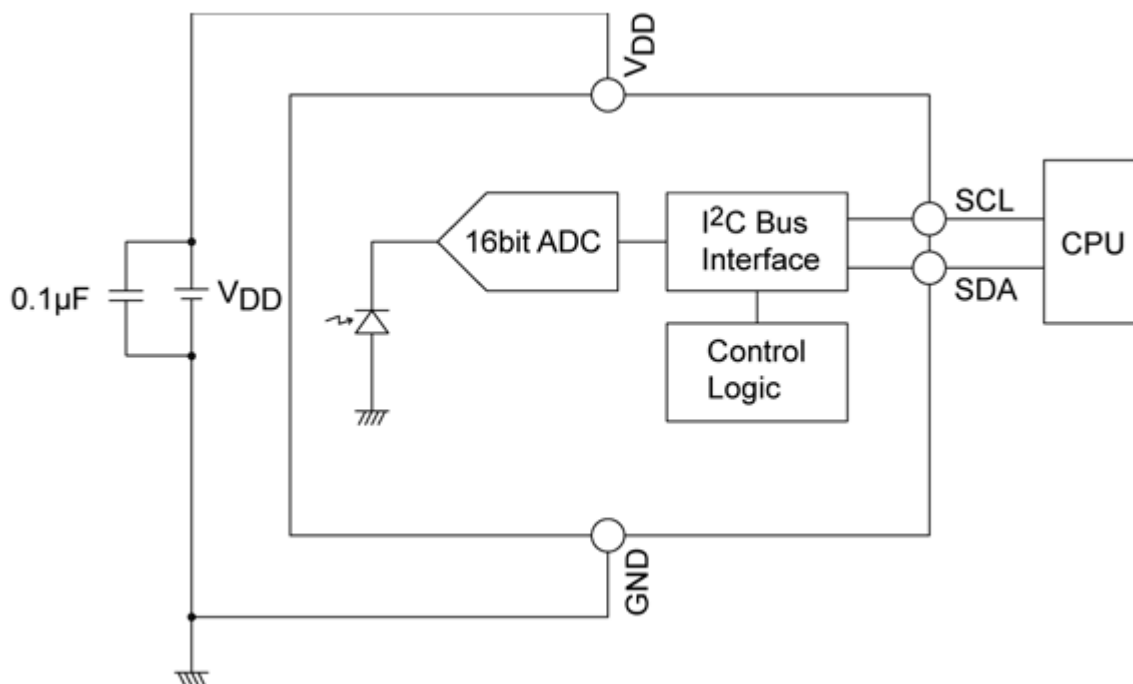 VDD
16bit ADC
I²C Bus
Interface
SCL
SDA
CPU
0.1µF
VDD
Control
Logic
GND